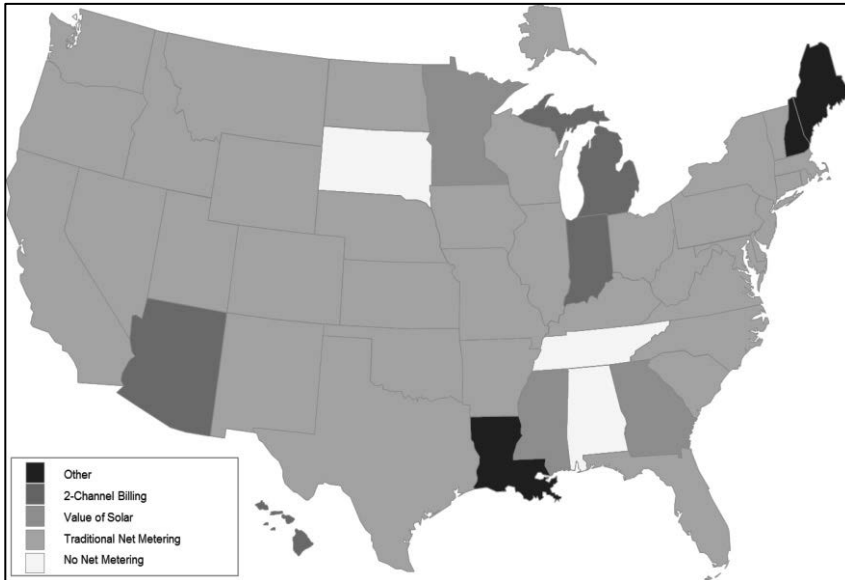 Other
2-Channel Billing
Value of Solar
Traditional Net Metering
No Net Metering